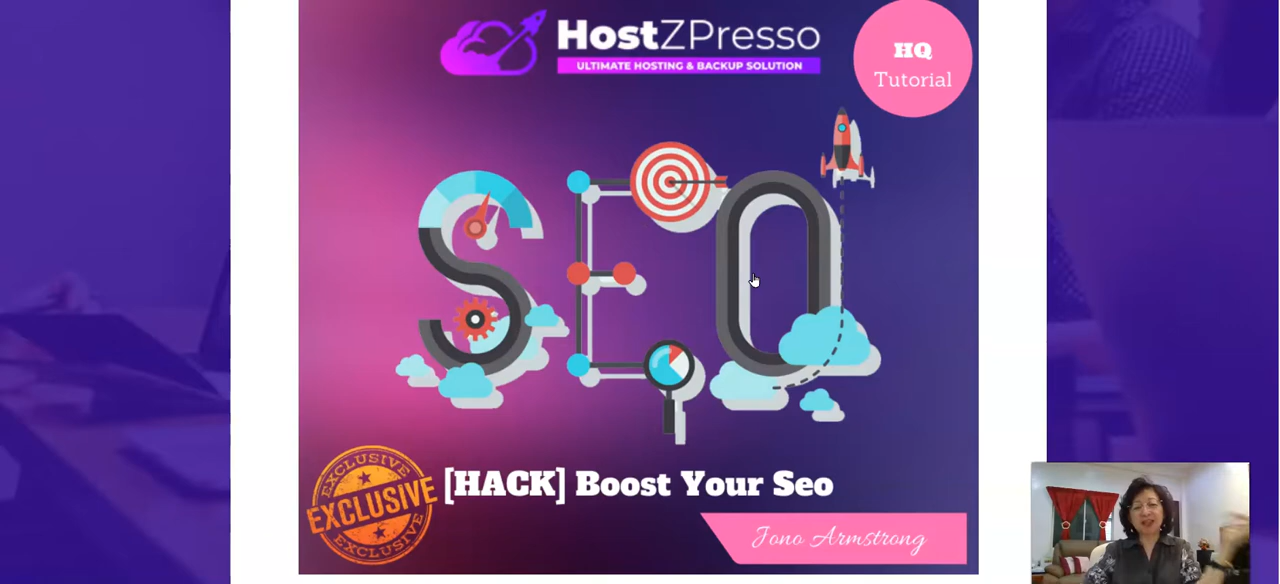 HostZPresso
ULTIMATE HOSTING & BACKUP SOLUTION
HQ
Tutorial
SEO
EXCLUSIVE
EXCLUSIVE
EXCLUSIVE
[HACK] Boost Your Seo
Jono Armstrong